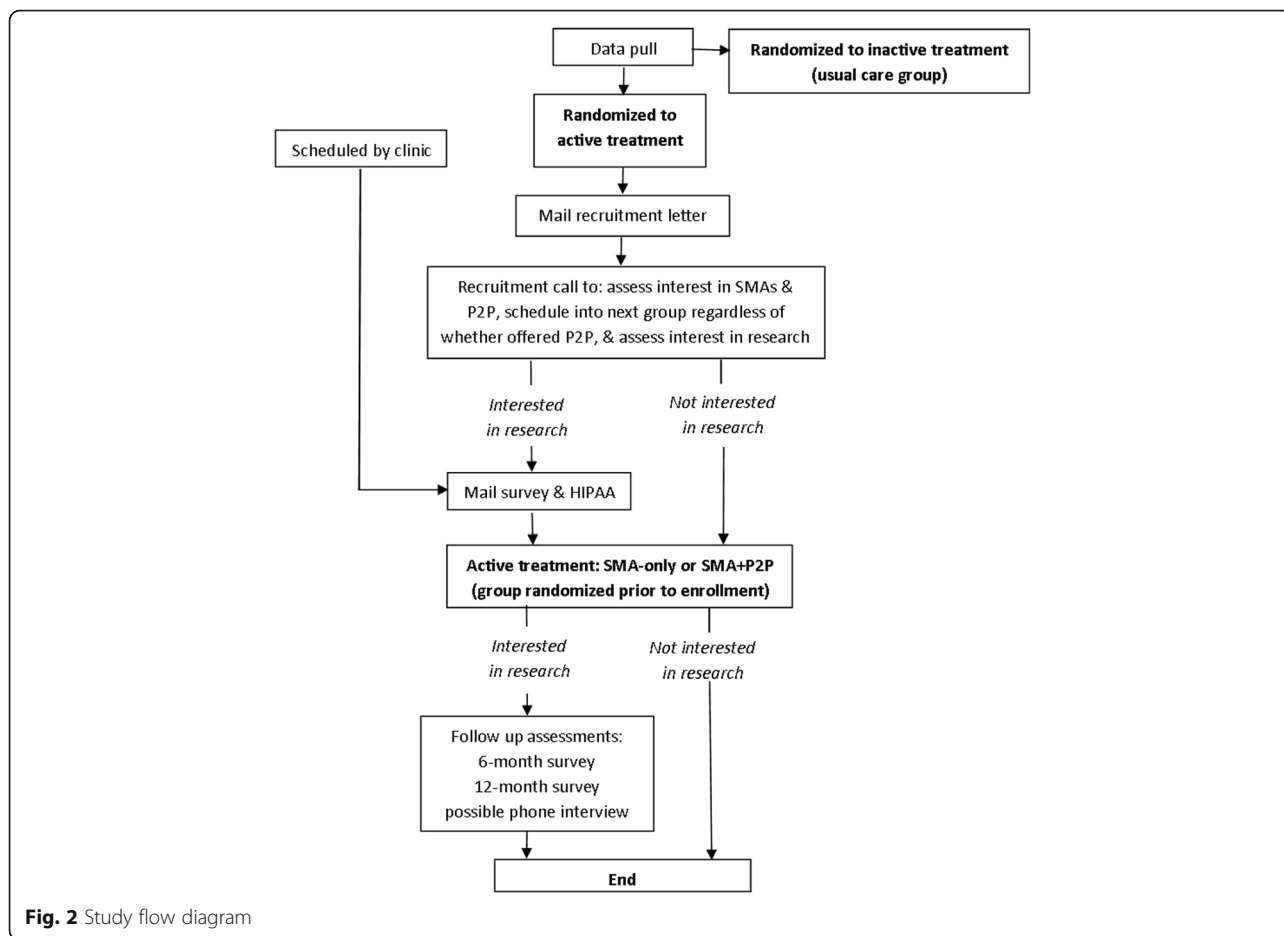 Data pull
Randomized to inactive treatment
(usual care group)
Randomized to
active treatment
Scheduled by clinic
Mail recruitment letter
Recruitment call to: assess interest in SMAs &
P2P, schedule into next group regardless of
whether offered P2P, & assess interest in research
Interested
in research
Not interested
in research
Mail survey & HIPAA
Active treatment: SMA-only or SMA+P2P
(group randomized prior to enrollment)
Interested
in research
Not interested
in research
Follow up assessments:
6-month survey
12-month survey
possible phone interview
End
Fig. 2 Study flow diagram